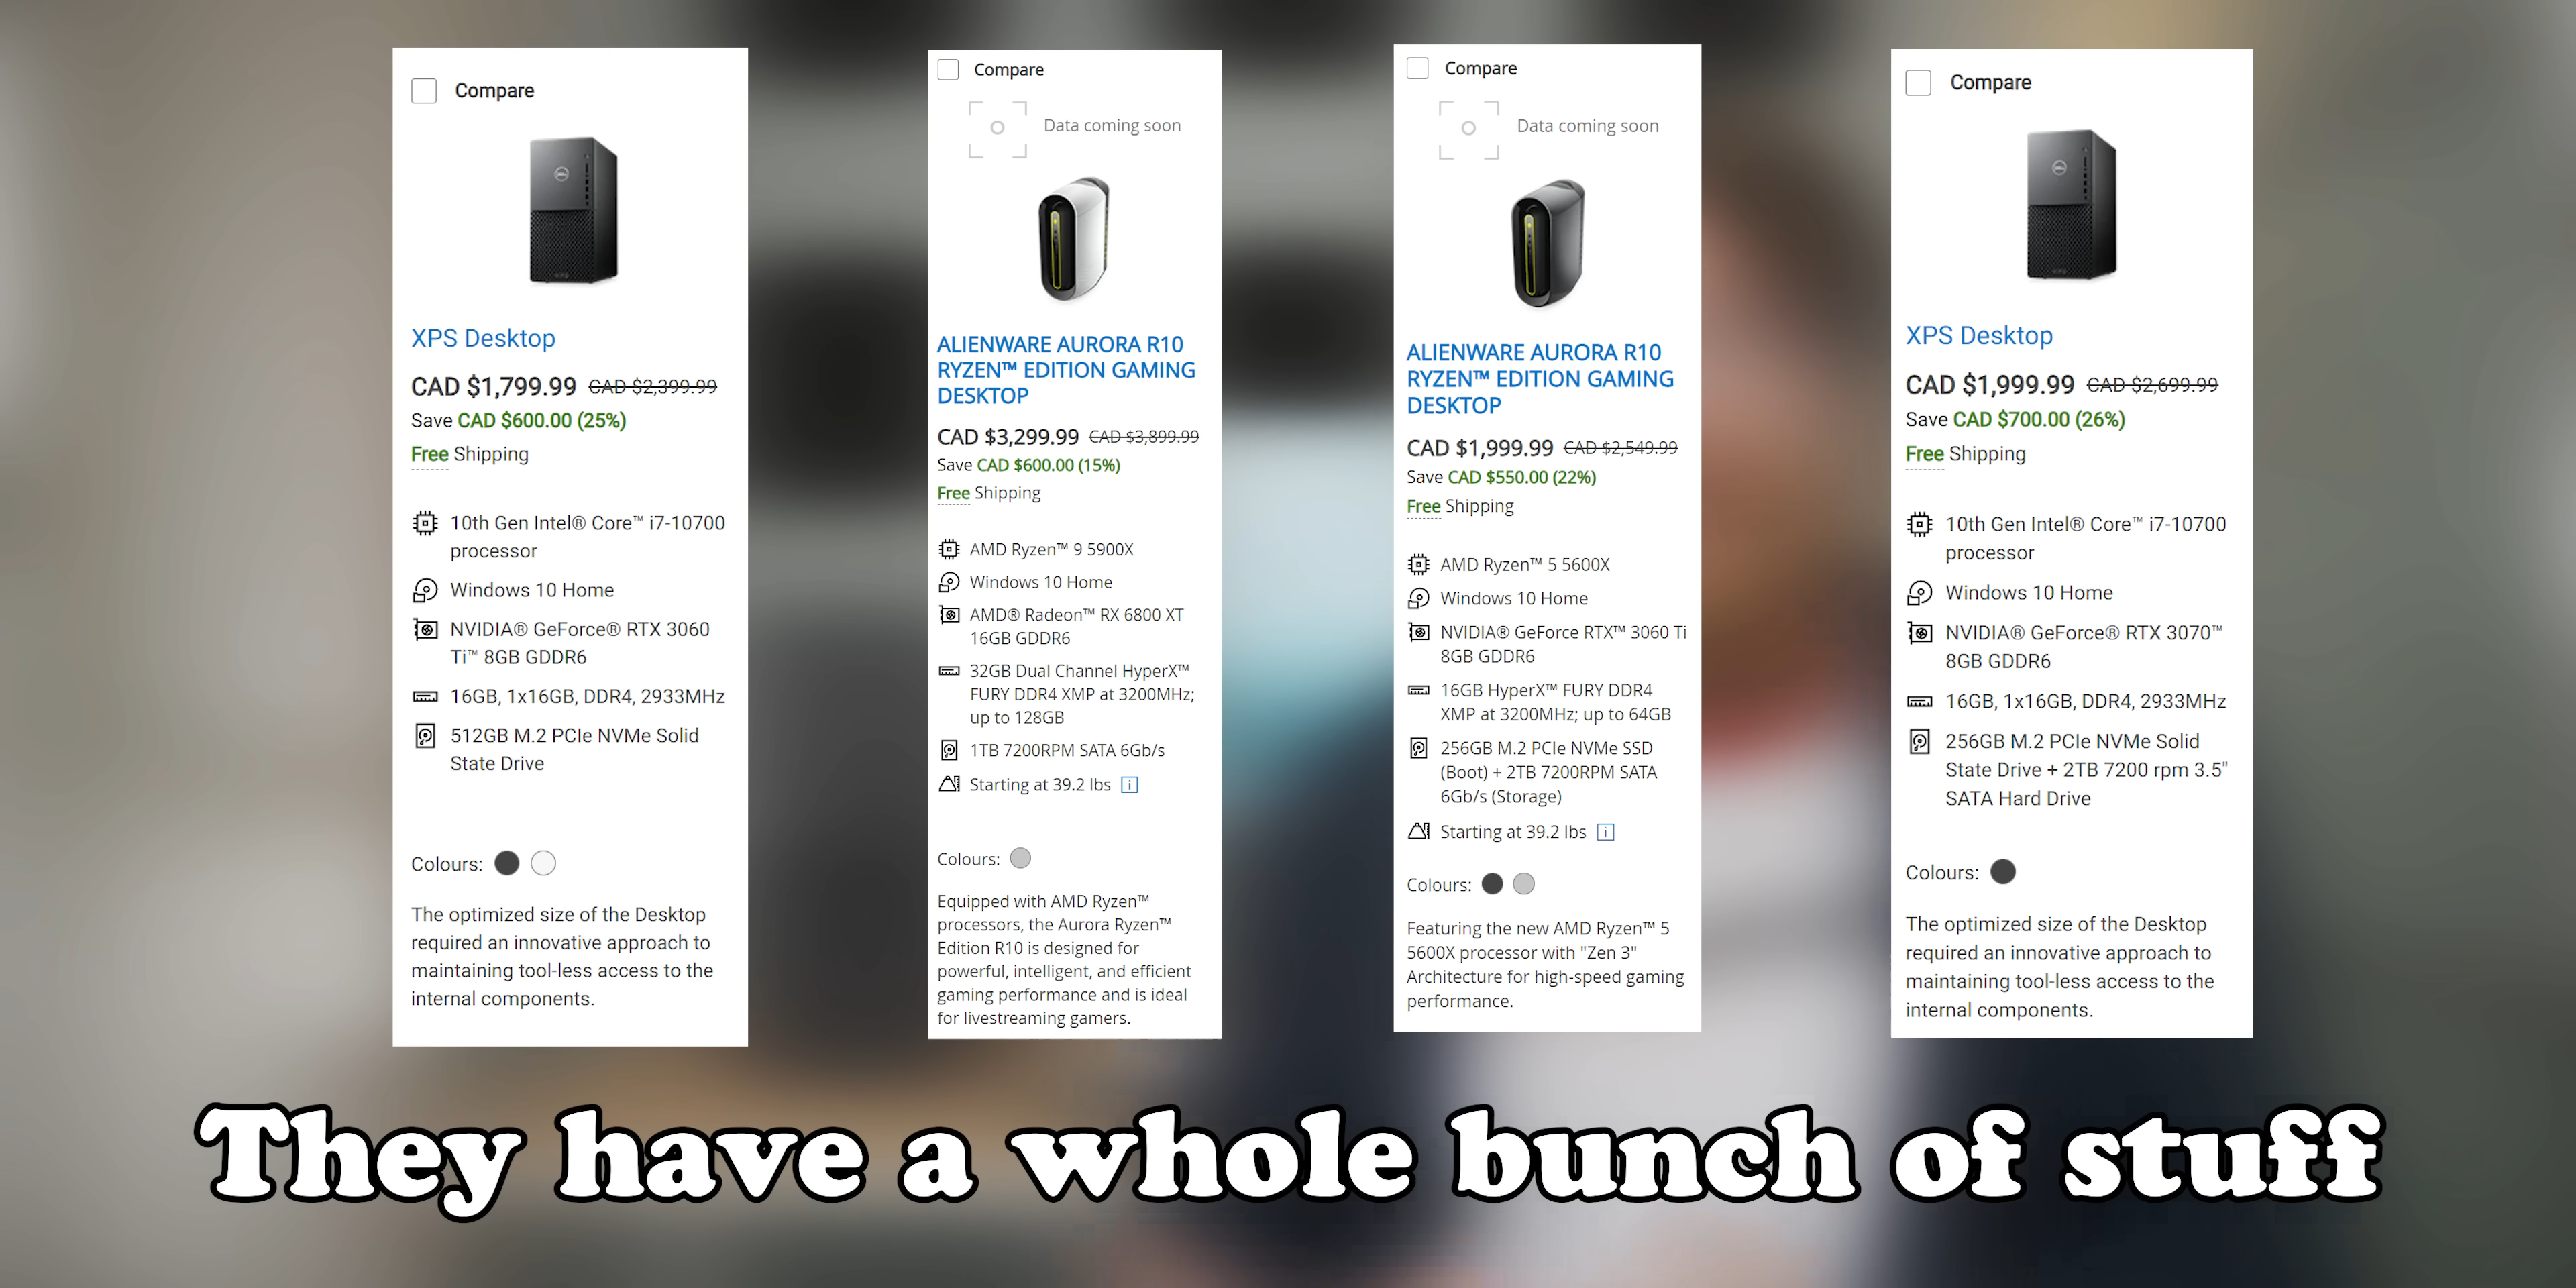 Compare
XPS Desktop
CAD $1,799.99 CAD $2,399.99
Save CAD $600.00 (25%)
Free Shipping
10th Gen Intel® Core™ i7-10700
processor
Windows 10 Home
NVIDIA® GeForce® RTX 3060
Ti™ 8GB GDDR6
16GB, 1x16GB, DDR4, 2933MHz
512GB M.2 PCIe NVMe Solid
State Drive
Colours:
The optimized size of the Desktop
required an innovative approach to
maintaining tool-less access to the
internal components.
Compare
Data coming soon
ALIENWARE AURORA R10
RYZEN™ EDITION GAMING
DESKTOP
CAD $3,299.99 CAD $3,899.99
Save CAD $600.00 (15%)
Free Shipping
AMD Ryzen™ 9 5900X
Windows 10 Home
AMD® Radeon™ RX 6800 XT
16GB GDDR6
32GB Dual Channel HyperX™
FURY DDR4 XMP at 3200MHz;
up to 128GB
1TB 7200RPM SATA 6Gb/s
Starting at 39.2 lbs
Colours:
Equipped with AMD Ryzen™
processors, the Aurora Ryzen™
Edition R10 is designed for
powerful, intelligent, and efficient
gaming performance and is ideal
for livestreaming gamers.
Compare
Data coming soon
ALIENWARE AURORA R10
RYZEN™ EDITION GAMING
DESKTOP
CAD $1,999.99 CAD $2,549.99
Save CAD $550.00 (22%)
Free Shipping
AMD Ryzen™ 5 5600X
Windows 10 Home
NVIDIA® GeForce RTX™ 3060 Ti
8GB GDDR6
16GB HyperX™ FURY DDR4
XMP at 3200MHz; up to 64GB
256GB M.2 PCIe NVMe SSD
(Boot) + 2TB 7200RPM SATA
6Gb/s (Storage)
Starting at 39.2 lbs
Colours:
Featuring the new AMD Ryzen™ 5
5600X processor with "Zen 3"
Architecture for high-speed gaming
performance.
Compare
XPS Desktop
CAD $1,999.99 CAD $2,699.99
Save CAD $700.00 (26%)
Free Shipping
10th Gen Intel® Core™ i7-10700
processor
Windows 10 Home
NVIDIA® GeForce® RTX 3070™
8GB GDDR6
16GB, 1x16GB, DDR4, 2933MHz
256GB M.2 PCIe NVMe Solid
State Drive + 2TB 7200 rpm 3.5"
SATA Hard Drive
Colours:
The optimized size of the Desktop
required an innovative approach to
maintaining tool-less access to the
internal components.
They have a whole bunch of stuff